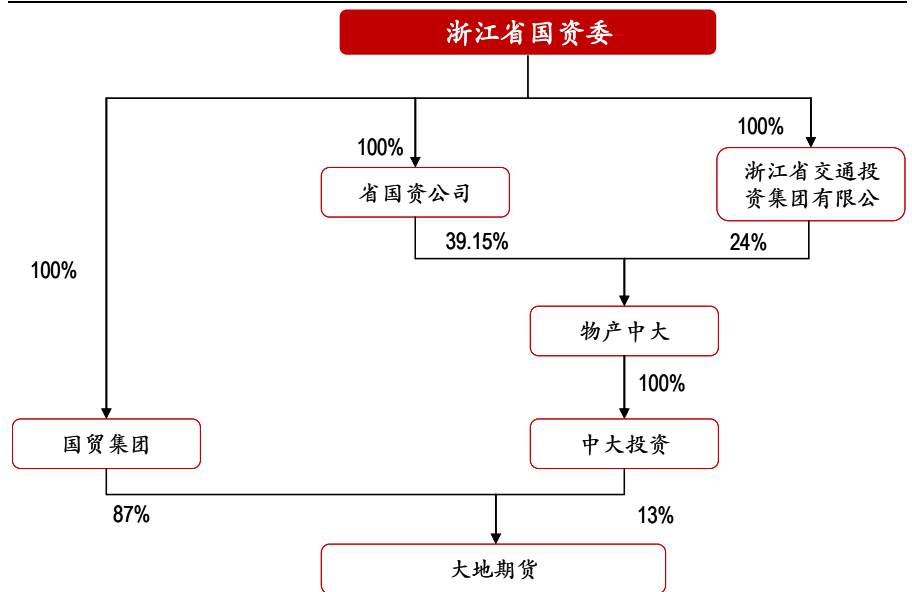 浙江省国资委
100%
100%
浙江省交通投
资集团有限公
省国资公司
39.15%
24%
100%
物产中大
100%
国贸集团
中大投资
87%
13%
大地期货